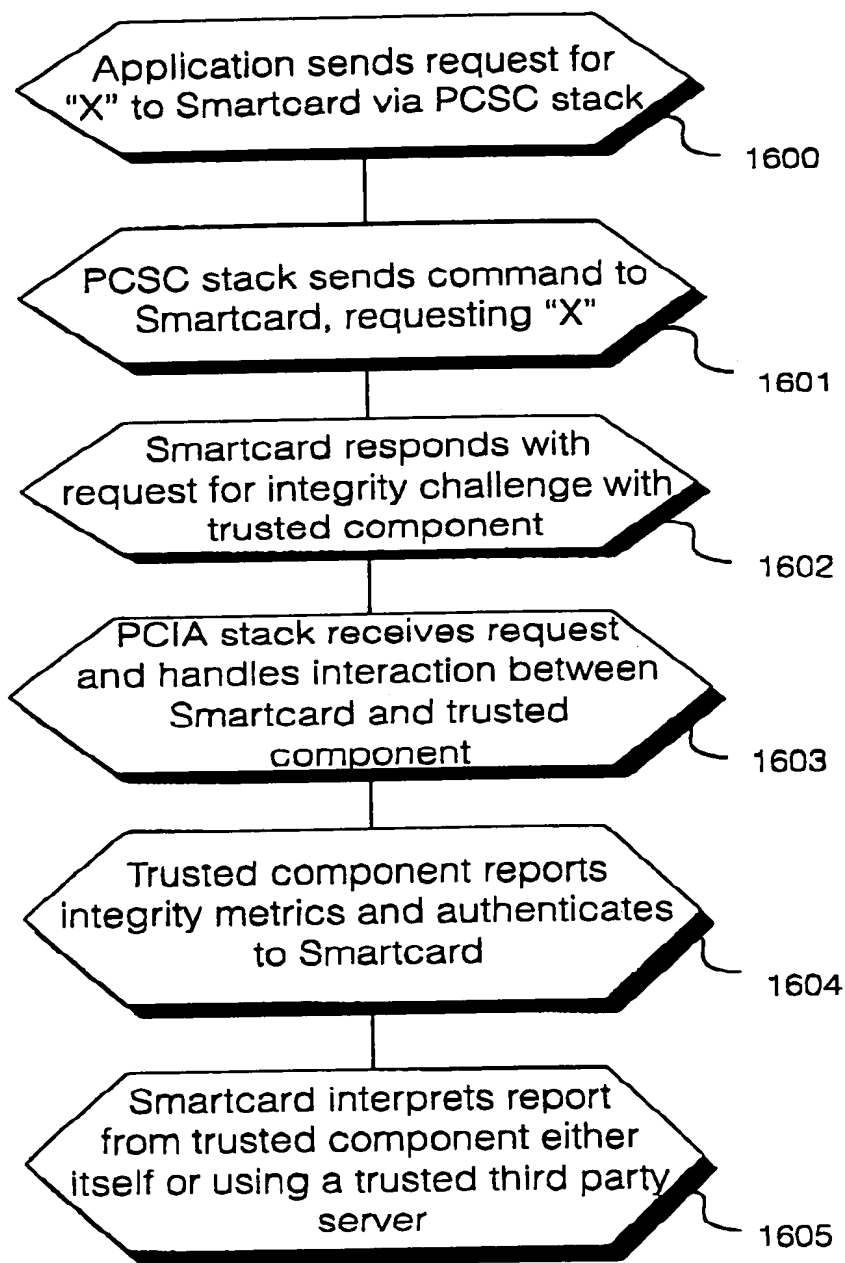 Application sends request for
“X” to Smartcard via PCSC stack
1600
PCSC stack sends command to
Smartcard, requesting “X”
1601
Smartcard responds with
request for integrity challenge with
trusted component
1602
PCIA stack receives request
and handles interaction between
Smartcard and trusted
component
1603
Trusted component reports
integrity metrics and authenticates
to Smartcard
1604
Smartcard interprets report
from trusted component either
itself or using a trusted third party
server
1605